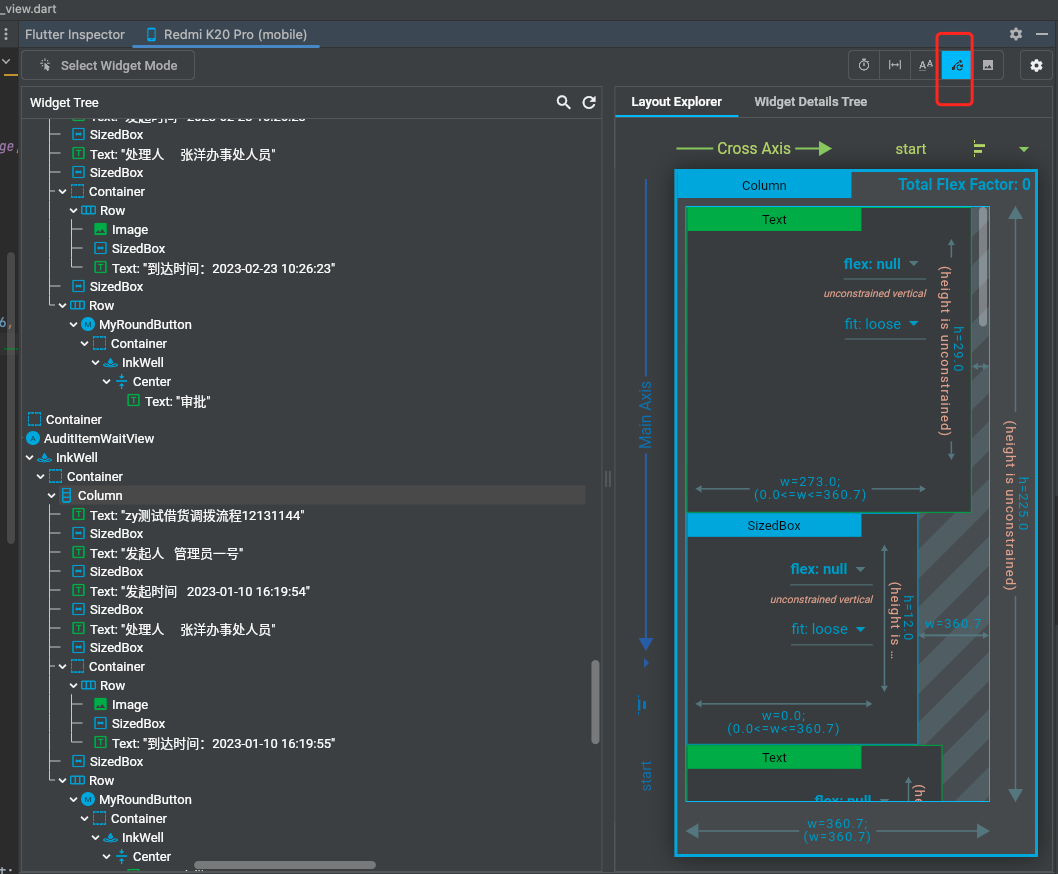 _view.dart
Flutter Inspector
Redmi K20 Pro (mobile)
Select Widget Mode
Widget Tree
Text: "发起时间 2023-02-23 10:26:23"
SizedBox
Text: "处理人 张洋办事处人员"
SizedBox
Container
Row
Image
SizedBox
Text: "到达时间：2023-02-23 10:26:23"
SizedBox
Row
MyRoundButton
Container
InkWell
Center
Text: "审批"
Container
AuditItemWaitView
InkWell
Container
Column
Text: "zy测试借货调拨流程12131144"
SizedBox
Text: "发起人 管理员一号"
SizedBox
Text: "发起时间 2023-01-10 16:19:54"
SizedBox
Text: "处理人 张洋办事处人员"
SizedBox
Container
Row
Image
SizedBox
Text: "到达时间：2023-01-10 16:19:55"
SizedBox
Row
MyRoundButton
Container
InkWell
Center
ge,
6,
Layout Explorer
Widget Details Tree
Cross Axis
start
Column
Total Flex Factor: 0
Text
flex: null
unconstrained vertical
fit: loose
h=29.0
(height is unconstrained)
w=273.0;
(0.0<=w<=360.7)
SizedBox
flex: null
unconstrained vertical
fit: loose
h=12.0
(height is ...
w=360.7
w=0.0;
(0.0<=w<=360.7)
Text
flex: null
(he
h=225.0
(height is unconstrained)
Main Axis
start
w=360.7;
(w=360.7)